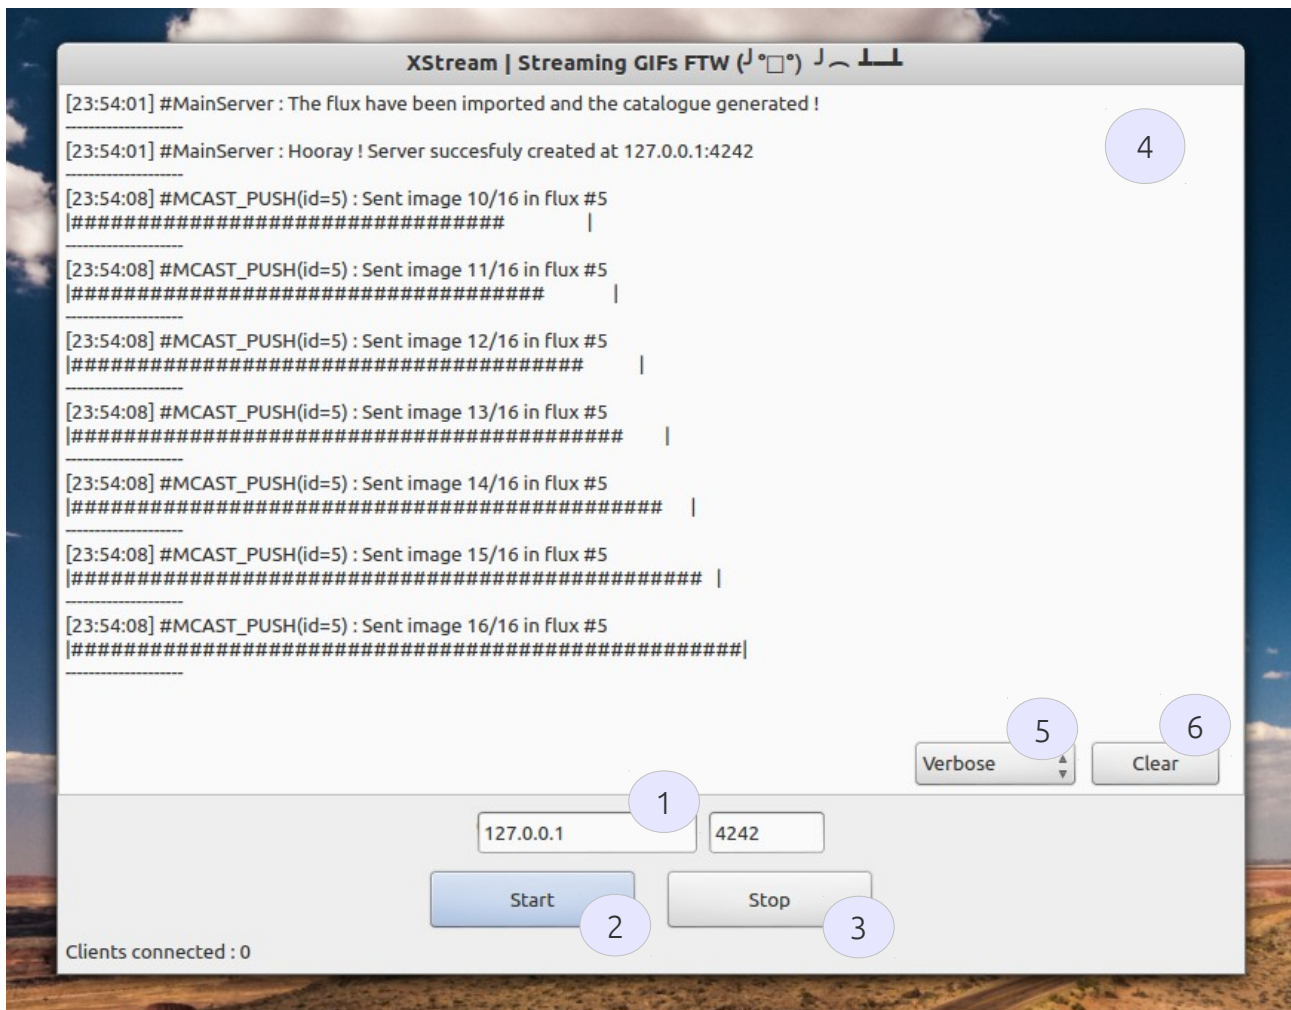 XStream | Streaming GIFs FTW (╯°□°) ╯︵ ┻━┻
[23:54:01] #MainServer : The flux have been imported and the catalogue generated !
--------------------
[23:54:01] #MainServer : Hooray ! Server succesfuly created at 127.0.0.1:4242
--------------------
[23:54:08] #MCAST_PUSH(id=5) : Sent image 10/16 in flux #5
|################################# |
--------------------
[23:54:08] #MCAST_PUSH(id=5) : Sent image 11/16 in flux #5
|#################################### |
--------------------
[23:54:08] #MCAST_PUSH(id=5) : Sent image 12/16 in flux #5
|####################################### |
--------------------
[23:54:08] #MCAST_PUSH(id=5) : Sent image 13/16 in flux #5
|########################################## |
--------------------
[23:54:08] #MCAST_PUSH(id=5) : Sent image 14/16 in flux #5
|############################################# |
--------------------
[23:54:08] #MCAST_PUSH(id=5) : Sent image 15/16 in flux #5
|################################################ |
--------------------
[23:54:08] #MCAST_PUSH(id=5) : Sent image 16/16 in flux #5
|###################################################|
--------------------
4
5
6
Verbose
Clear
1
127.0.0.1
4242
Start
Stop
2
3
Clients connected : 0